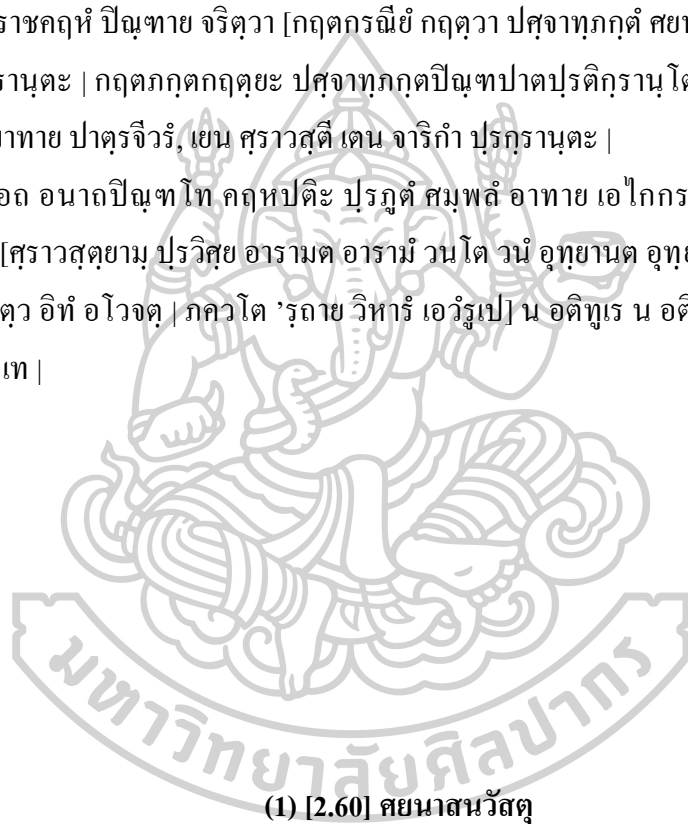 ราชคฤหํ ปิณฺฑาย จริตฺวา [กฤตกรณียํ กฤตฺวา ปศฺจาทฺภกฺตํ
รานฺตะ | กฤตภกฺตกฤตฺยะ ปศฺจาทฺภกฺตปิณฺฑปาตปฺรติกฺรานฺโต
าทาย ปาตฺรจีวรํ, เยน ศฺราวสฺตี เตน จาริกำ ปฺรกฺรานฺตะ |
อถ อนาถปิณฺฑโท คฤหปติะ ปฺรภูตํ ศมฺพลํ อาทาย เอไกกร
[ศฺราวสฺตฺยามฺ ปฺรวิศฺย อารามต อารามํ วนโต วนํ อุทฺยานต
ตฺว อิทํ อโวจตฺ | ภควโต ’รฺถาย วิหารํ เอวํรูเป] น อติทูเร น
เท |
มหาวิทยาลัยศิลปากร
(1) [2.60] ศยนาสนวัสตุ